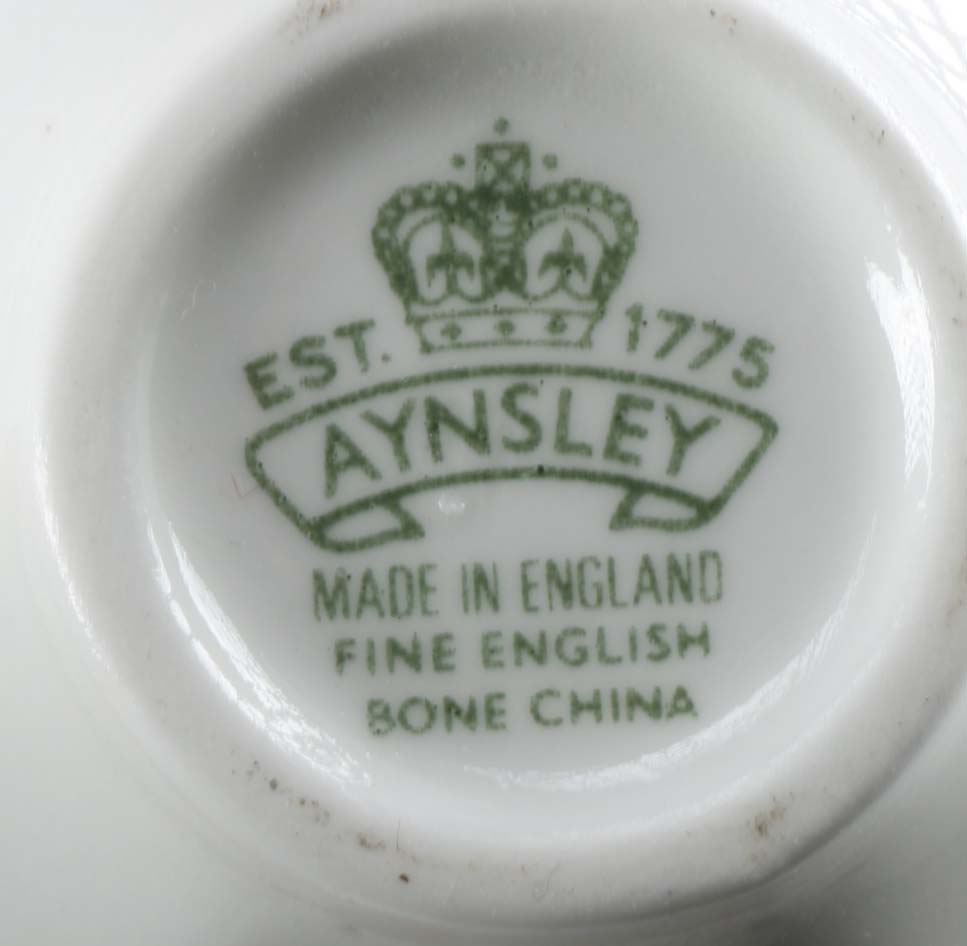 EST. 1775
AYNSLEY
MADE IN ENGLAND
FINE ENGLISH
BONE CHINA